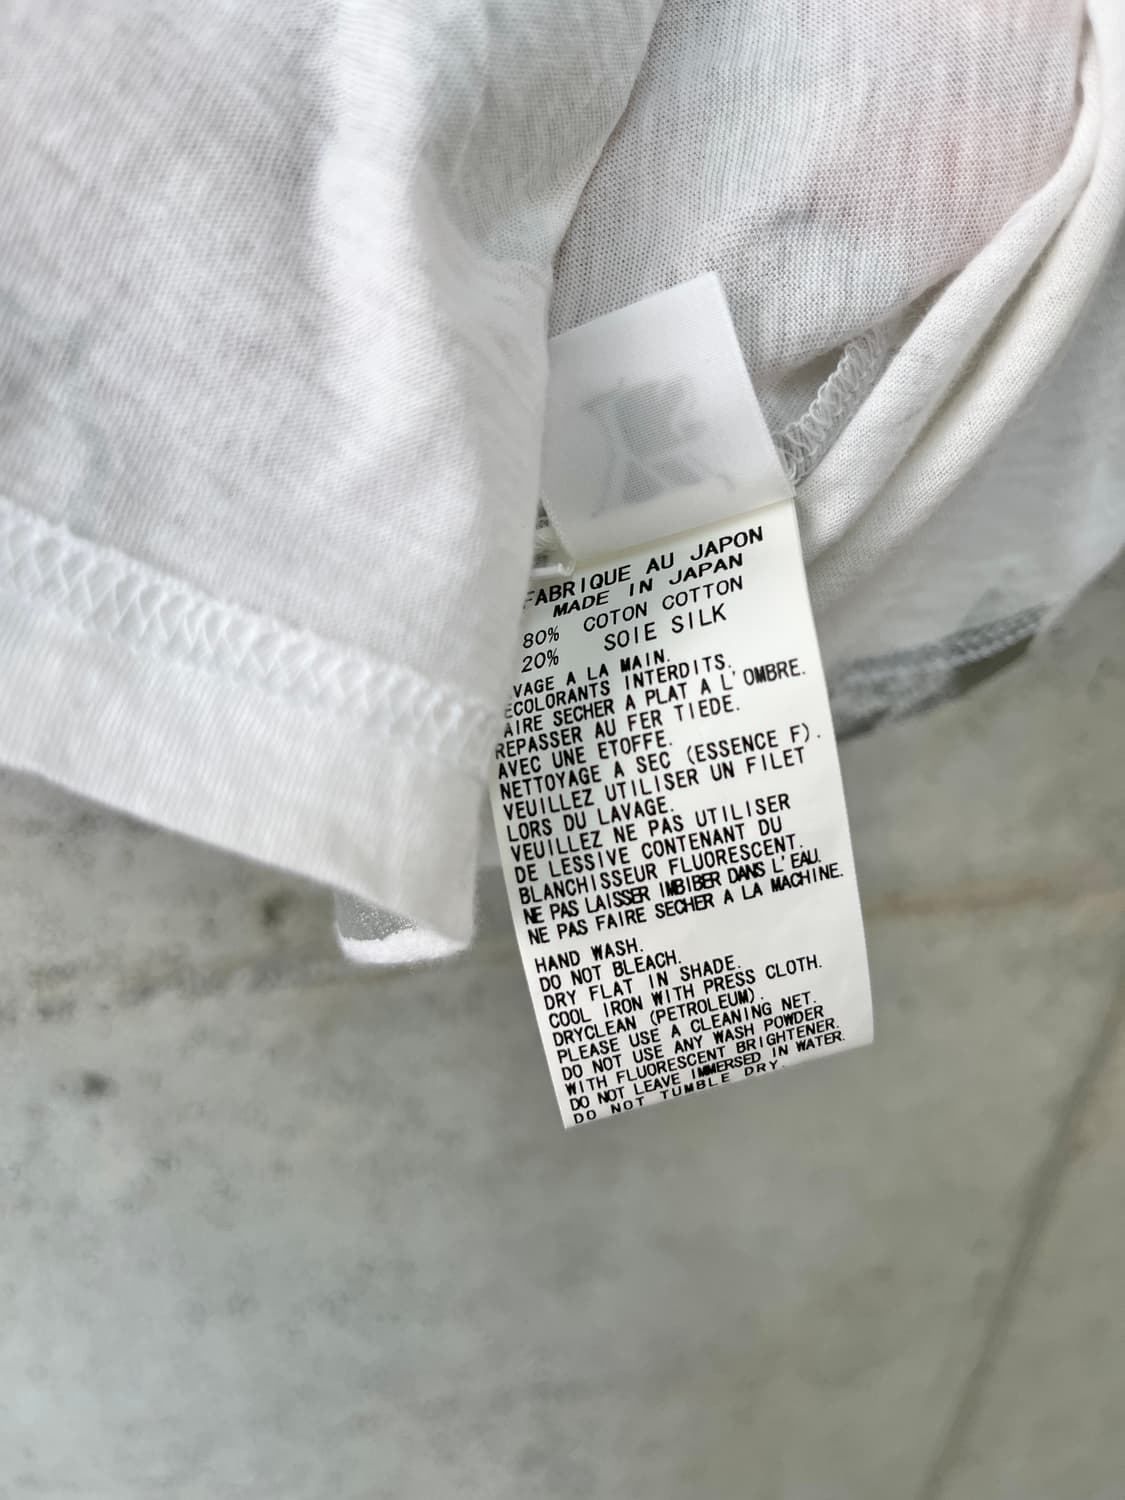 FABRIQUE AU JAPON
MADE IN JAPAN
80% COTON COTTON
20% SOIE SILK
VAGE A LA MAIN.
ECOLORANTS INTERDITS.
AIRE SECHER A PLAT A L'OMBRE.
REPASSER AU FER TIEDE.
AVEC UNE ETOFFE.
NETTOYAGE A SEC (ESSENCE F).
VEUILLEZ UTILISER UN FILET
LORS DU LAVAGE.
VEUILLEZ NE PAS UTILISER
DE LESSIVE CONTENANT DU
BLANCHISSEUR FLUORESCENT.
NE PAS LAISSER IMBIBER DANS L'EAU.
NE PAS FAIRE SECHER A LA MACHINE.
HAND WASH.
DO NOT BLEACH.
DRY FLAT IN SHADE.
COOL IRON WITH PRESS CLOTH.
DRYCLEAN (PETROLEUM).
PLEASE USE A CLEANING NET.
DO NOT USE ANY WASH POWDER
WITH FLUORESCENT BRIGHTENER.
DO NOT LEAVE IMMERSED IN WATER.
DO NOT TUMBLE DRY.